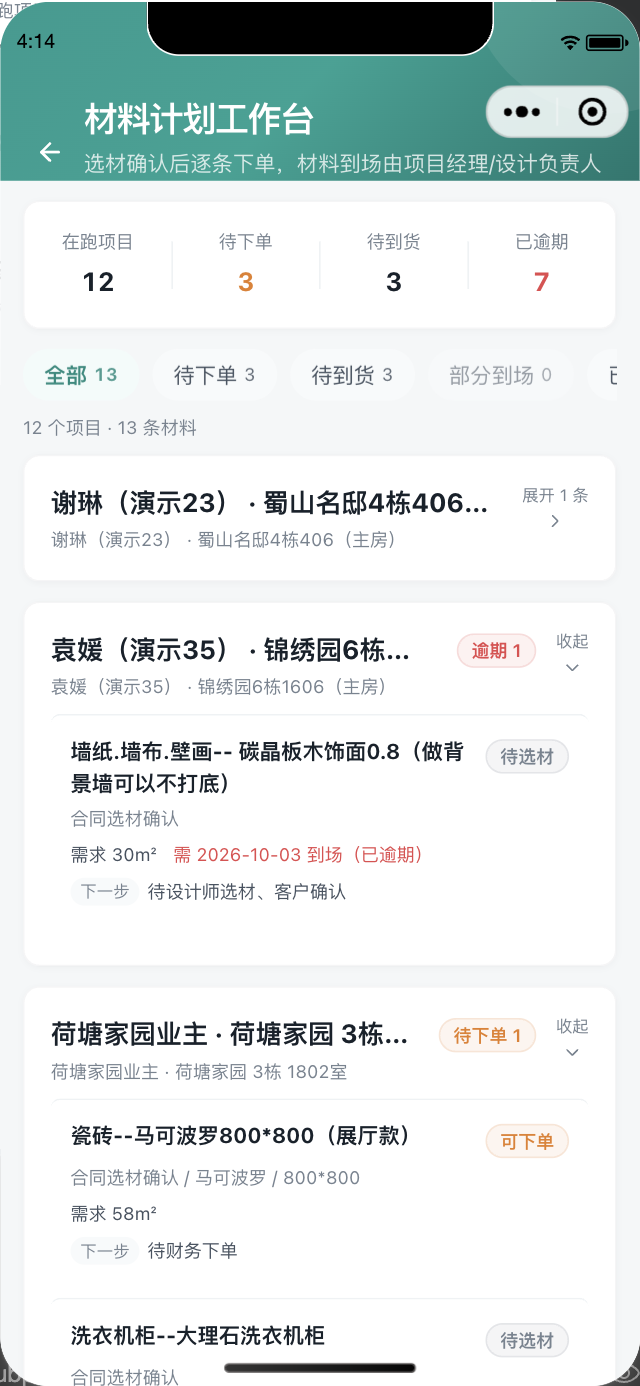 4:14
材料计划工作台
选材确认后逐条下单，材料到场由项目经理/设计负责人
在跑项目
待下单
待到货
已逾期
12
3
3
7
全部 13
待下单 3
待到货 3
部分到场 0
12 个项目 · 13 条材料
谢琳（演示23） · 蜀山名邸4栋406...
展开 1 条
谢琳（演示23） · 蜀山名邸4栋406（主房）
袁媛（演示35） · 锦绣园6栋...
逾期 1
收起
袁媛（演示35） · 锦绣园6栋1606（主房）
墙纸.墙布.壁画-- 碳晶板木饰面0.8（做背
景墙可以不打底）
待选材
合同选材确认
需求 30m² 需 2026-10-03 到场（已逾期）
下一步 待设计师选材、客户确认
荷塘家园业主 · 荷塘家园 3栋...
待下单 1
收起
荷塘家园业主 · 荷塘家园 3栋 1802室
瓷砖--马可波罗800*800（展厅款）
可下单
合同选材确认 / 马可波罗 / 800*800
需求 58m²
下一步 待财务下单
洗衣机柜--大理石洗衣机柜
待选材
合同选材确认